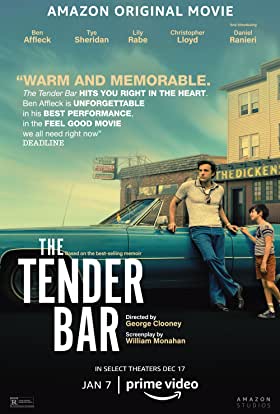 AMAZON ORIGINAL MOVIE
Ben Affleck
Tye Sheridan
Lily Rabe
Christopher Lloyd
Daniel Ranieri
"WARM AND MEMORABLE.
The Tender Bar HITS YOU RIGHT IN THE HEART.
Ben Affleck is UNFORGETTABLE
in his BEST PERFORMANCE.
in the FEEL GOOD MOVIE
we all need right now"
DEADLINE
THE DICKENS
THE
Based on the best-selling memoir
TENDER
BAR
Directed by
George Clooney
Screenplay by
William Monahan
IN SELECT THEATERS DEC 17
JAN 7 | prime video
R
AMAZON
STUDIOS